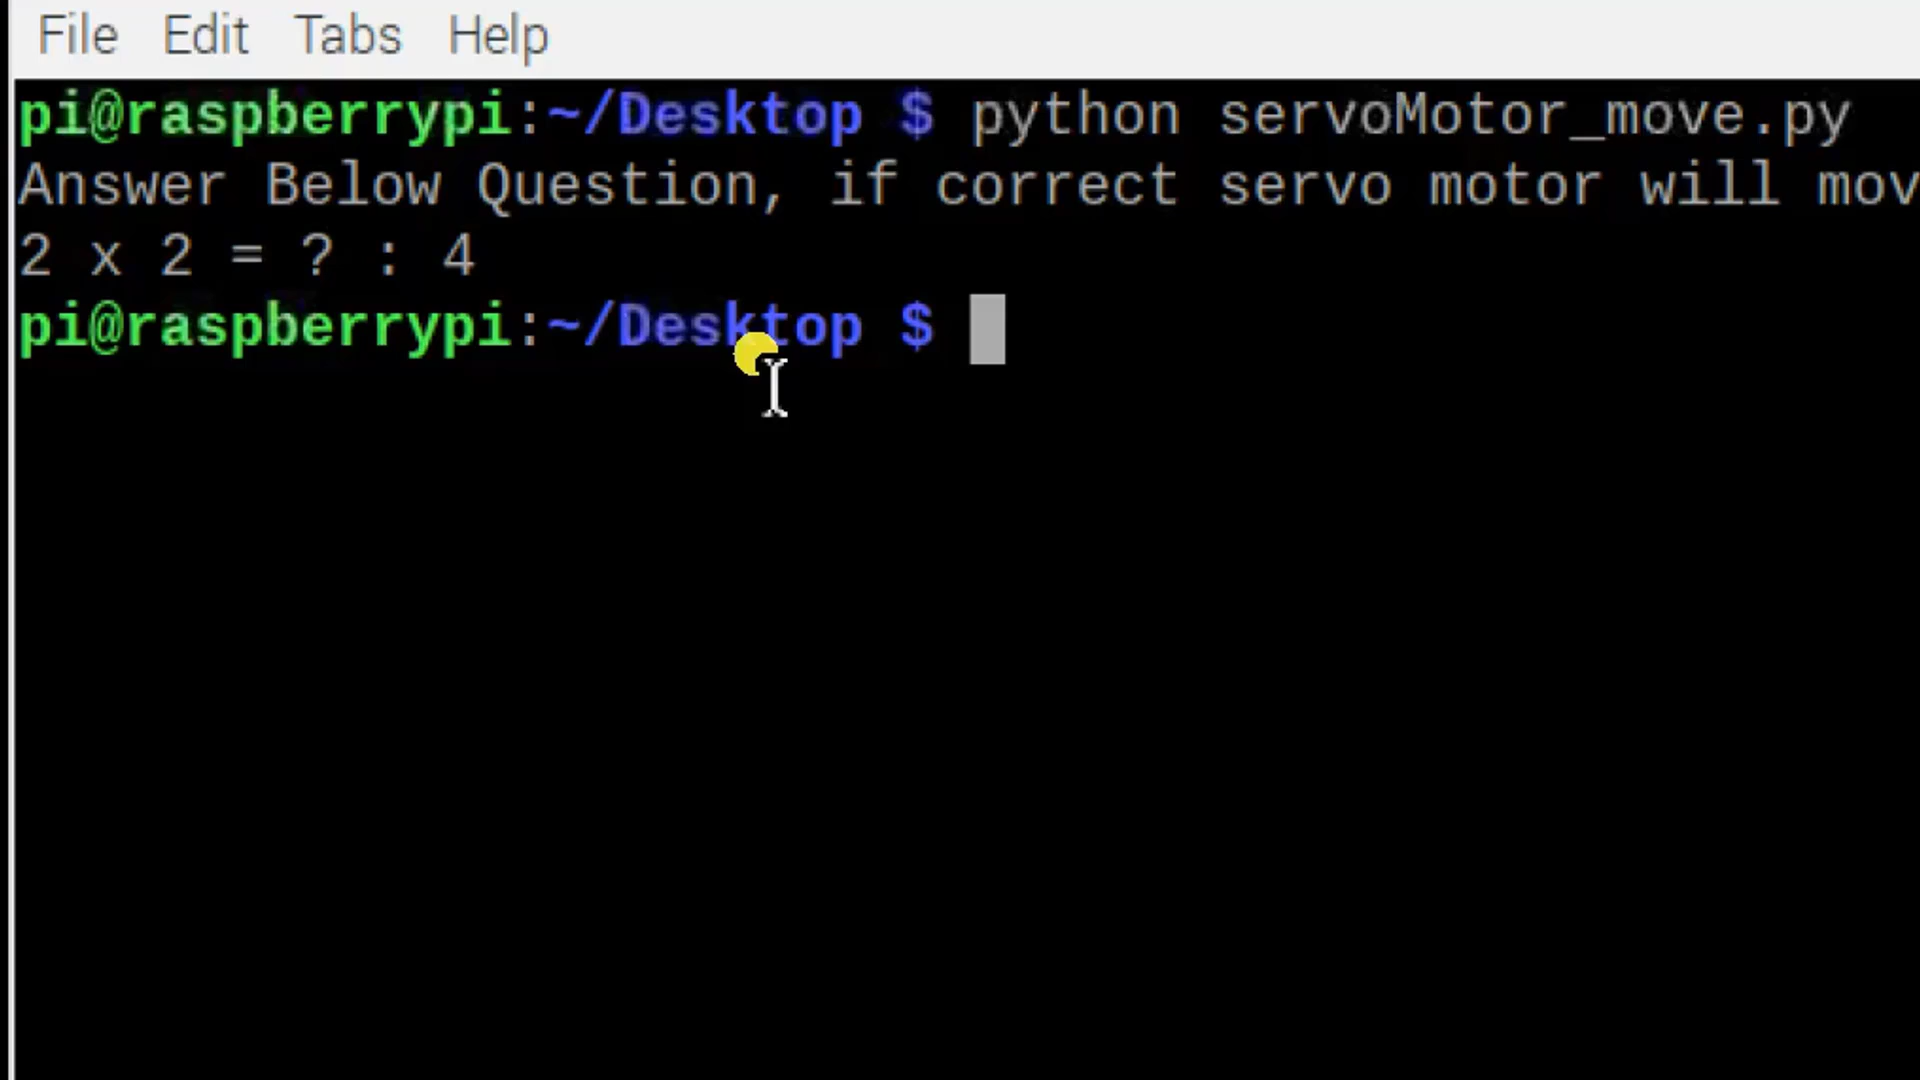 File Edit Tabs Help
pi@raspberrypi:~/Desktop $ python servoMotor_move.py
Answer Below Question, if correct servo motor will mov
2 x 2 = ? : 4
pi@raspberrypi:~/Desktop $